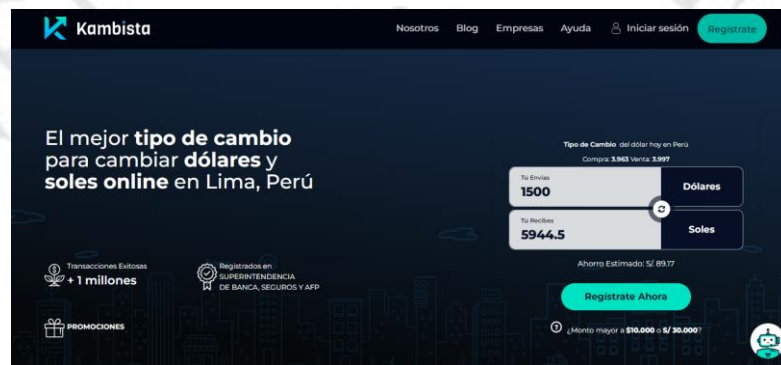 Kambista
Nosotros Blog Empresas Ayuda Iniciar sesión Regístrate
El mejor tipo de cambio
para cambiar dólares y
soles online en Lima, Perú
Tipo de Cambio del dólar hoy en Perú
Compra: 3.963 Venta: 3.997
Tú Envías
1500
Dólares
Tú Recibes
5944.5
Soles
Ahorro Estimado: S/. 89.17
Regístrate Ahora
¿Monto mayor a $10.000 o S/ 30.000?
Transacciones Exitosas
+ 1 millones
Registrados en
SUPERINTENDENCIA
DE BANCA, SEGUROS Y AFP
PROMOCIONES